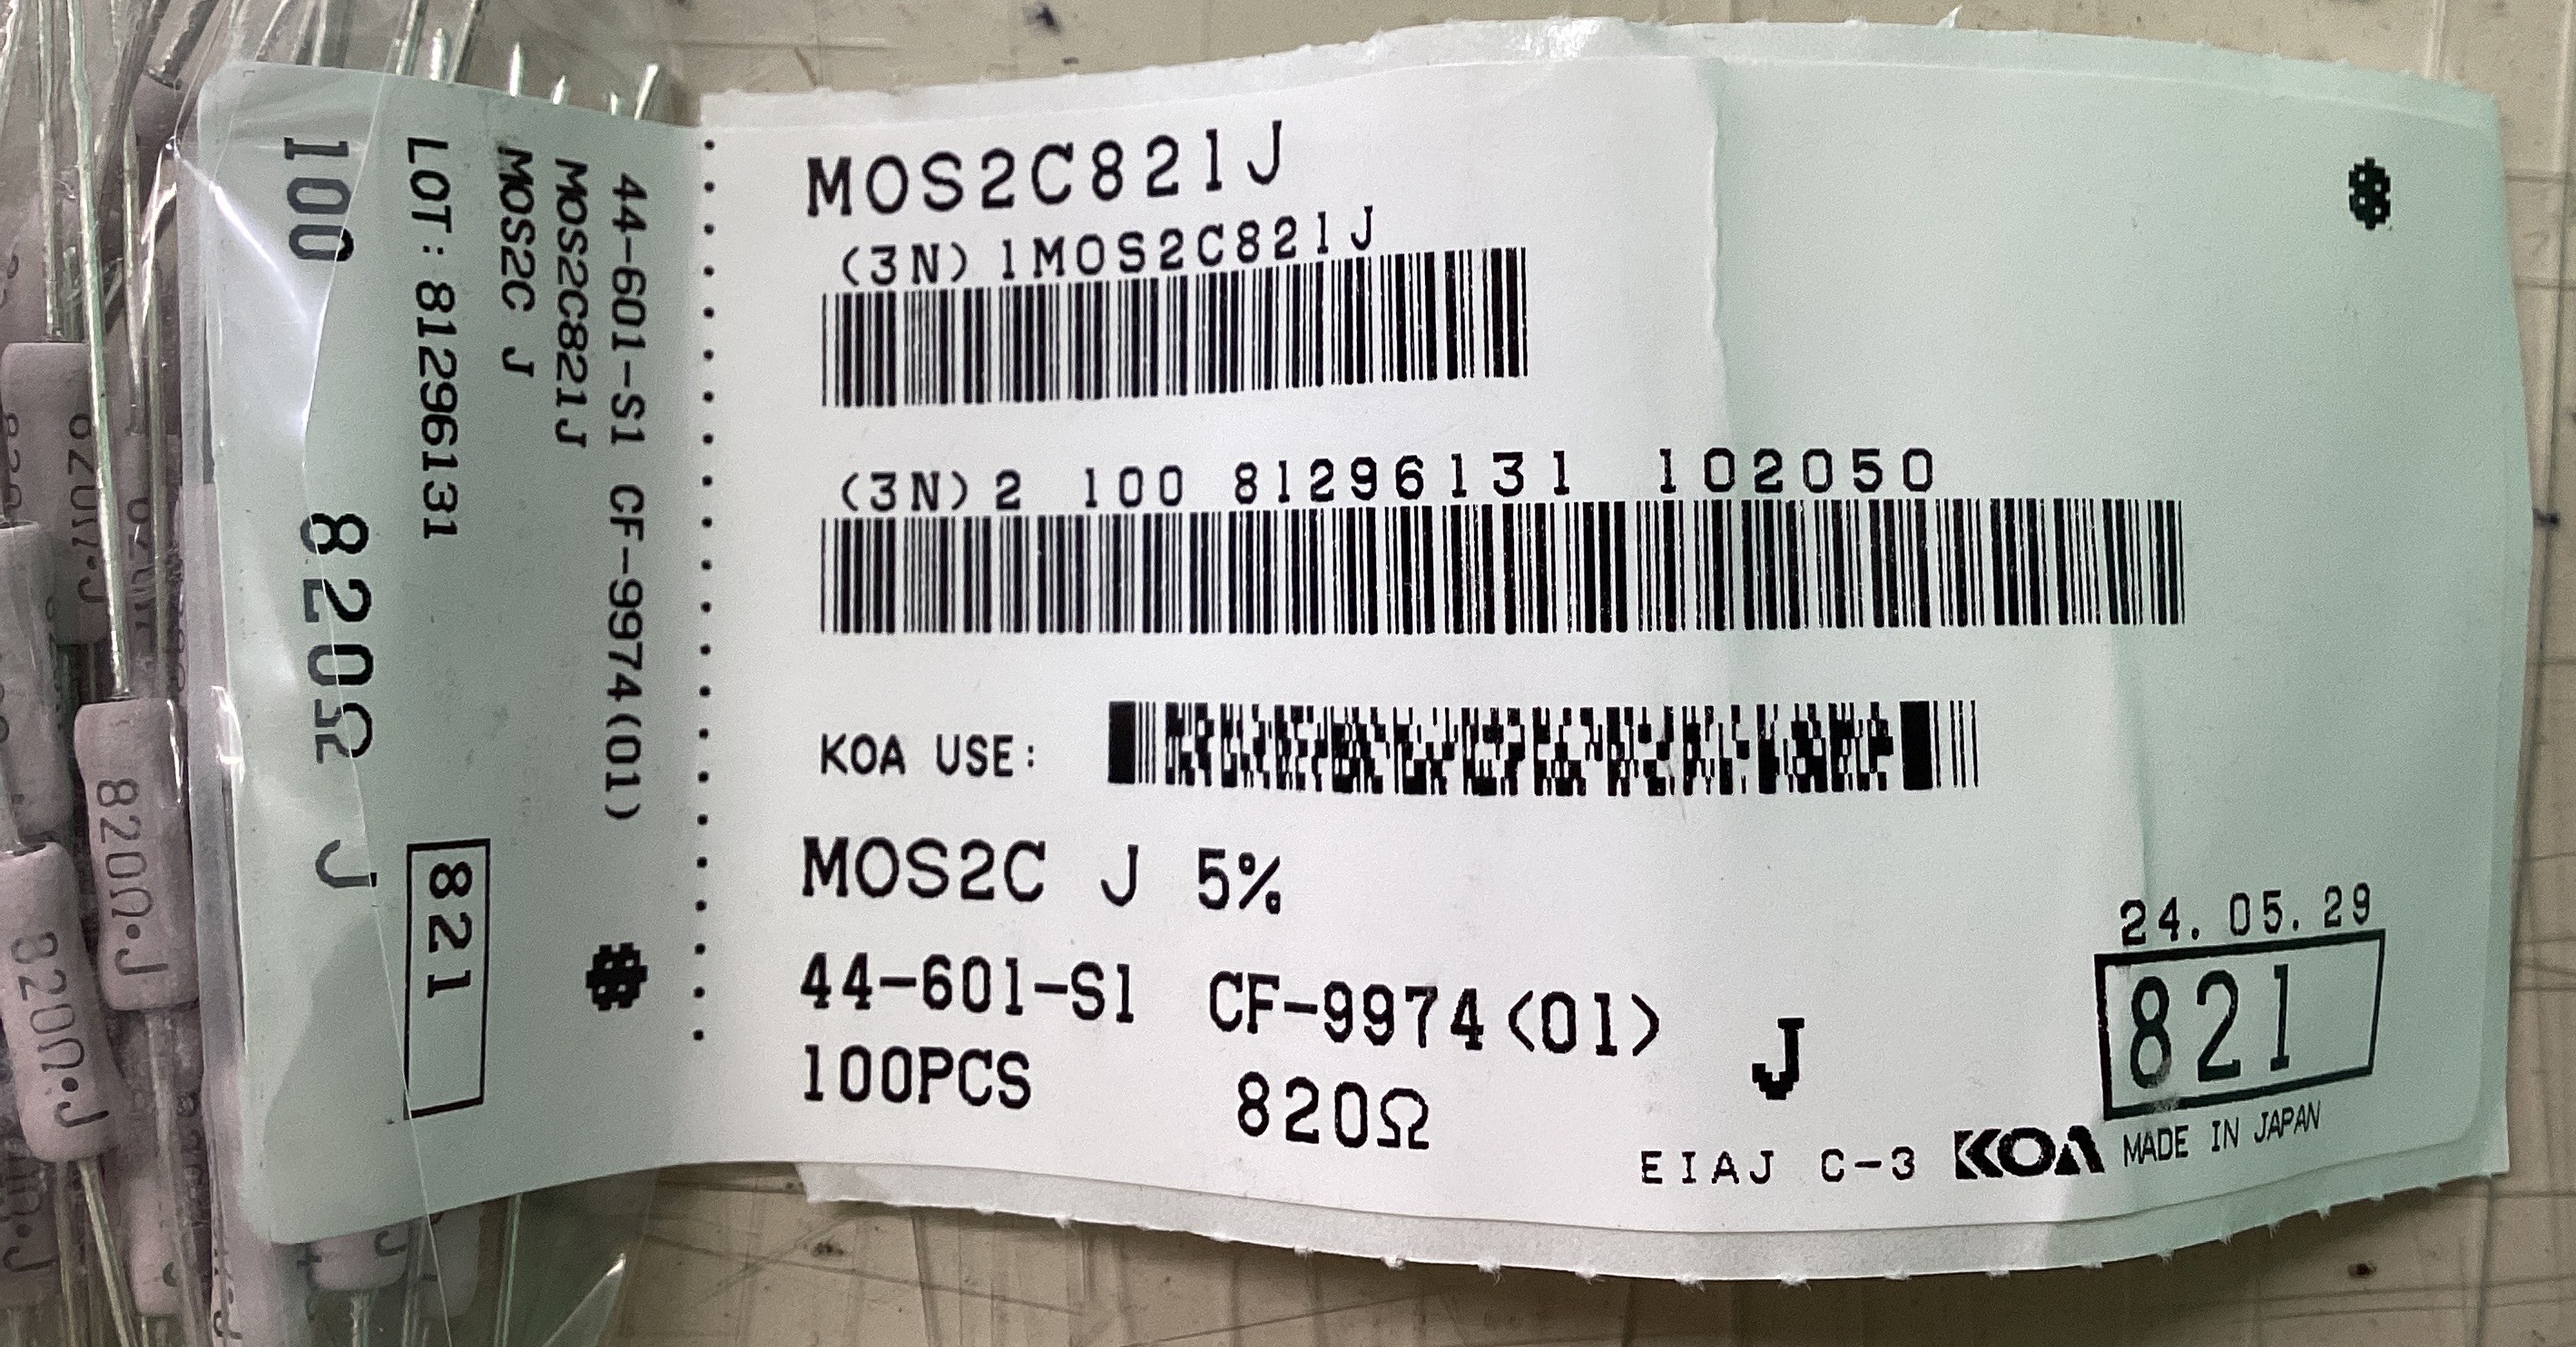 100 820Ω J
LOT: 81296131 821
MOS2C J
MOS2C821J
44-601-S1 CF-9974(01)
#
MOS2C821J
(3N) 1MOS2C821J
(3N) 2 100 81296131 102050
KOA USE:
MOS2C J 5%
44-601-S1 CF-9974<01>
100PCS 820Ω J
24. 05. 29
821
EIAJ C-3 KOA MADE IN JAPAN
820Ω•J
820Ω•J
820Ω•J